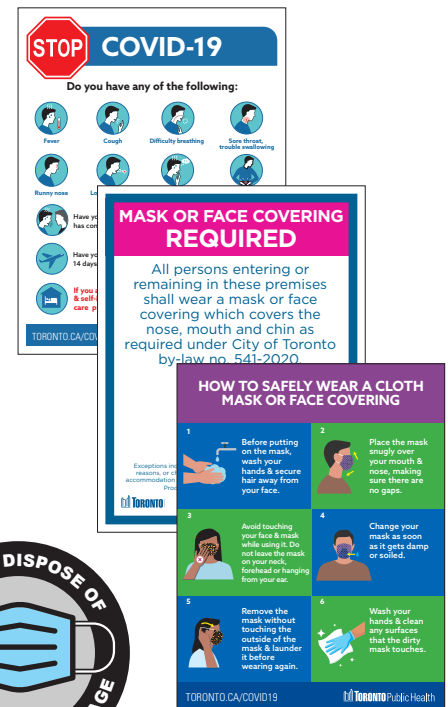 STOP
COVID-19
Do you have any of the following:
Fever
Cough
Difficulty breathing
Sore throat,
trouble swallowing
Runny nose
Have
has
Have
14 days
If you
& self-
care
TORONTO.CA/
MASK OR FACE COVERING
REQUIRED
All persons entering or
remaining in these premises
shall wear a mask or face
covering which covers the
nose, mouth and chin as
required under City of Toronto
by-law no. 541-2020.
Exceptions
reasons, or
accommodation
TORONTO
HOW TO SAFELY WEAR A CLOTH
MASK OR FACE COVERING
1
Before putting
on the mask,
wash your
hands & secure
hair away from
your face.
2
Place the mask
snugly over
your mouth &
nose, making
sure there are
no gaps.
3
Avoid touching
your face & mask
while using it. Do
not leave the mask
on your neck,
forehead or hanging
from your ear.
4
Change your
mask as soon
as it gets damp
or soiled.
5
Remove the
mask without
touching the
outside of the
mask & launder
it before
wearing again.
6
Wash your
hands & clean
any surfaces
that the dirty
mask touches.
TORONTO.CA/COVID19
TORONTO Public Health
DISPOSE OF